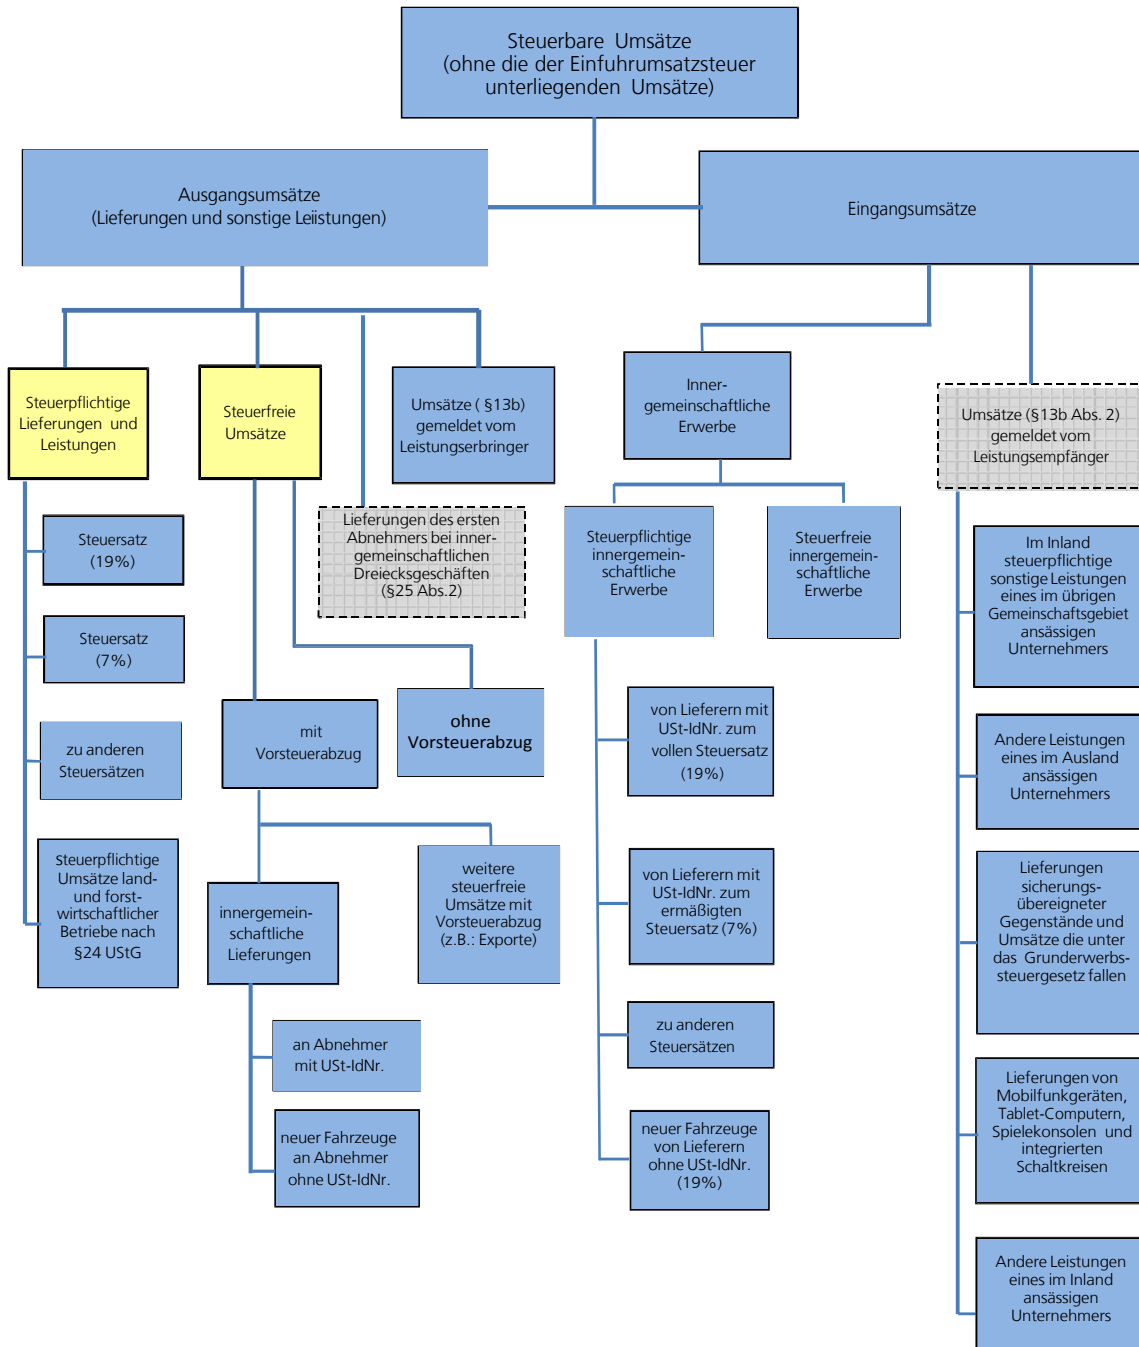 Steuerbare Umsätze
(ohne die der Einfuhrumsatzsteuer
unterliegenden Umsätze)
Ausgangsumsätze
(Lieferungen und sonstige Leiistungen)
Eingangsumsätze
Steuerpflichtige
Lieferungen und
Leistungen
Steuerfreie
Umsätze
Umsätze ( §13b)
gemeldet vom
Leistungserbringer
Inner-
gemeinschaftliche
Erwerbe
Umsätze (§13b Abs. 2)
gemeldet vom
Leistungsempfänger
Lieferungen des ersten
Abnehmers bei inner-
gemeinschaftlichen
Dreiecksgeschäften
(§25 Abs.2)
Steuerpflichtige
innergemein-
schaftliche
Erwerbe
Steuerfreie
innergemein-
schaftliche
Erwerbe
Steuersatz
(19%)
Steuersatz
(7%)
zu anderen
Steuersätzen
Steuerpflichtige
Umsätze land-
und forst-
wirtschaftlicher
Betriebe nach
§24 UStG
mit
Vorsteuerabzug
ohne
Vorsteuerabzug
innergemein-
schaftliche
Lieferungen
weitere
steuerfreie
Umsätze mit
Vorsteuerabzug
(z.B.: Exporte)
an Abnehmer
mit USt-IdNr.
neuer Fahrzeuge
an Abnehmer
ohne USt-IdNr.
von Lieferern mit
USt-IdNr. zum
vollen Steuersatz
(19%)
von Lieferern mit
USt-IdNr. zum
ermäßigten
Steuersatz (7%)
zu anderen
Steuersätzen
neuer Fahrzeuge
von Lieferern
ohne USt-IdNr.
(19%)
Im Inland
steuerpflichtige
sonstige Leistungen
eines im übrigen
Gemeinschaftsgebiet
ansässigen
Unternehmers
Andere Leistungen
eines im Ausland
ansässigen
Unternehmers
Lieferungen
sicherungs-
übereigneter
Gegenstände und
Umsätze die unter
das Grunderwerbs-
steuergesetz fallen
Lieferungen von
Mobilfunkgeräten,
Tablet-Computern,
Spielekonsolen und
integrierten
Schaltkreisen
Andere Leistungen
eines im Inland
ansässigen
Unternehmers